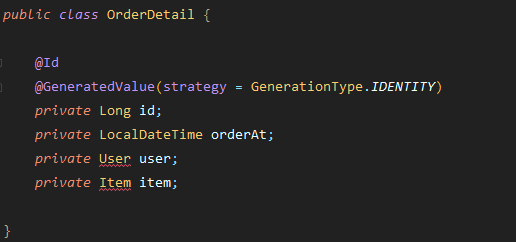 public class OrderDetail {
@Id
@GeneratedValue(strategy = GenerationType.IDENTITY)
private Long id;
private LocalDateTime orderAt;
private User user;
private Item item;
}